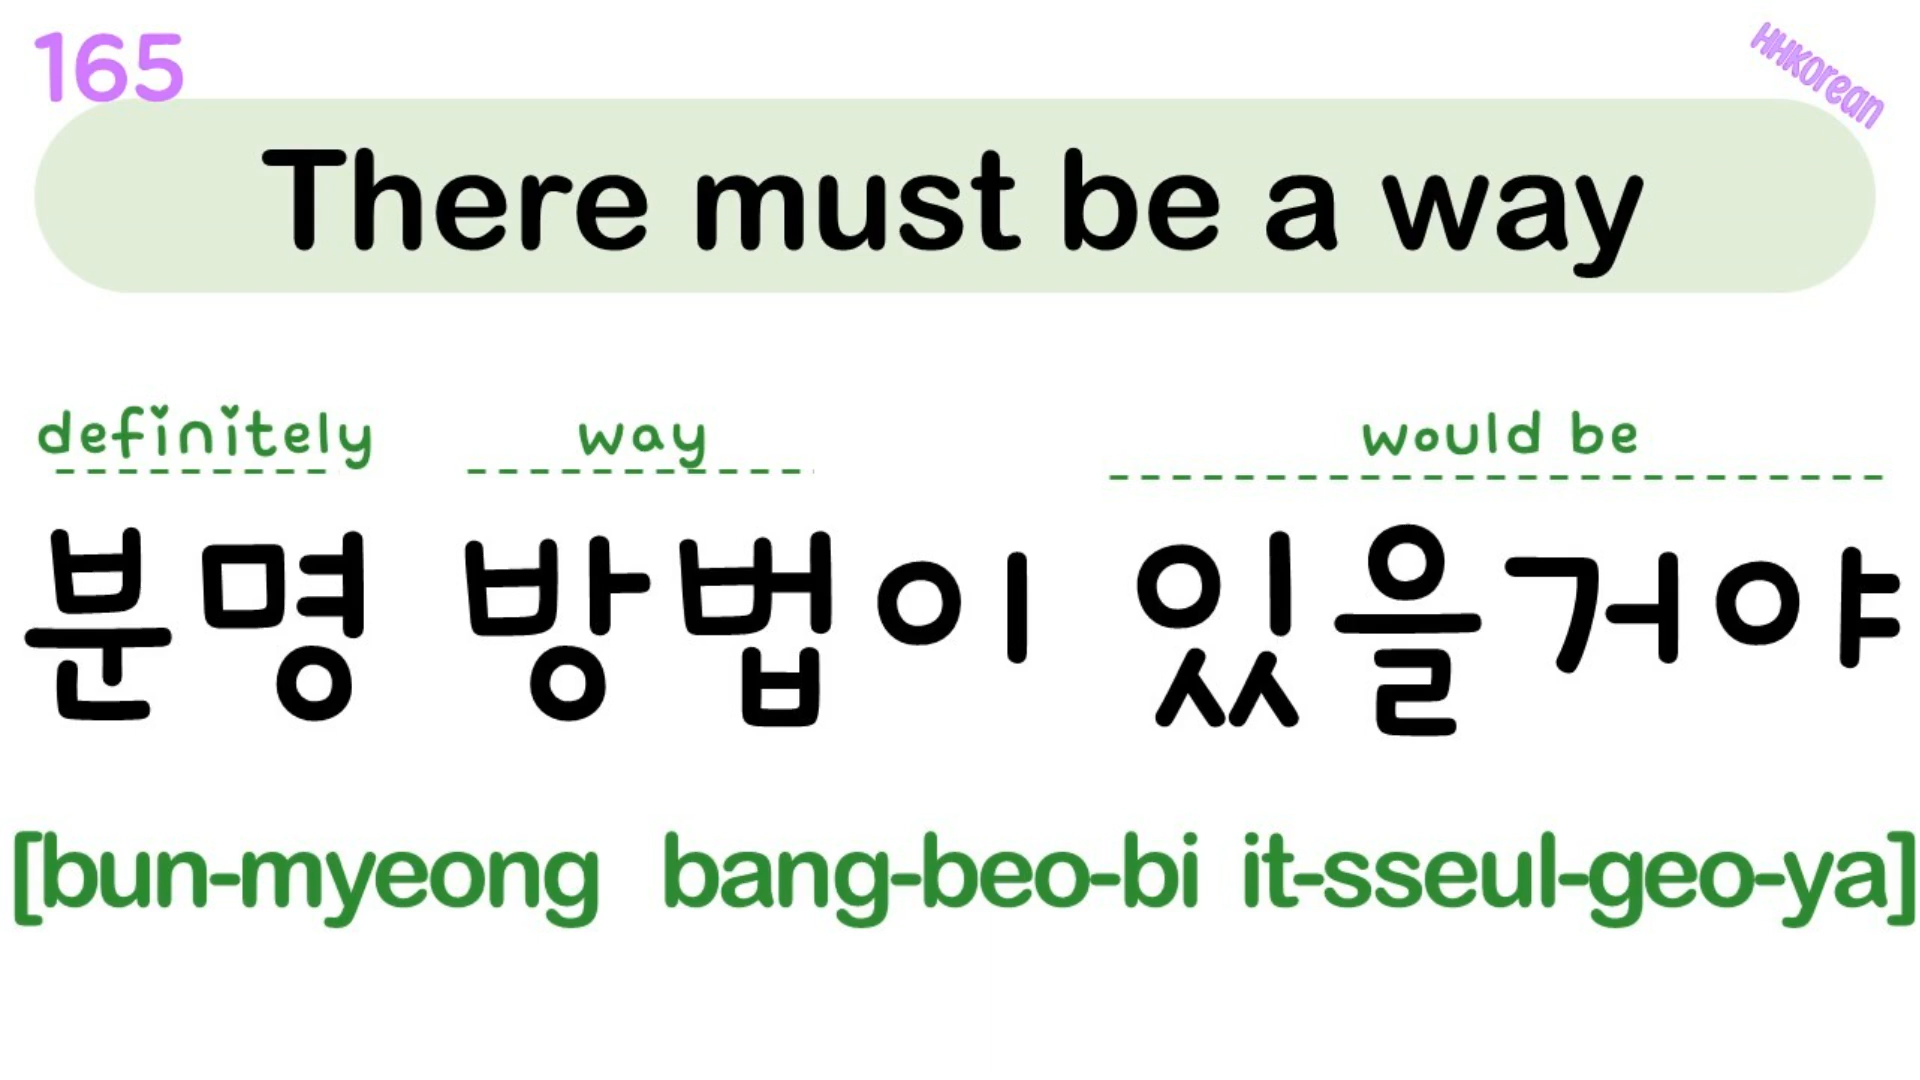 165
HHKorean
There must be a way
definitely way would be
분명 방법이 있을거야
[bun-myeong bang-beo-bi it-sseul-geo-ya]